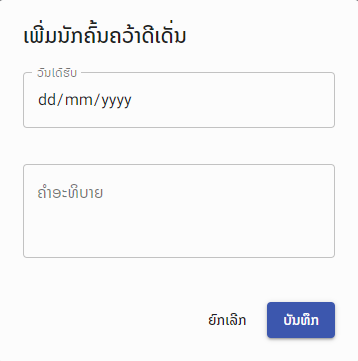 ເພີ່ມນັກຄົ້ນຄວ້າດີເດັ່ນ
ວັນໄດ້ຮັບ
dd/mm/yyyy
ຄຳອະທິບາຍ
ຍົກເລີກ ບັນທຶກ